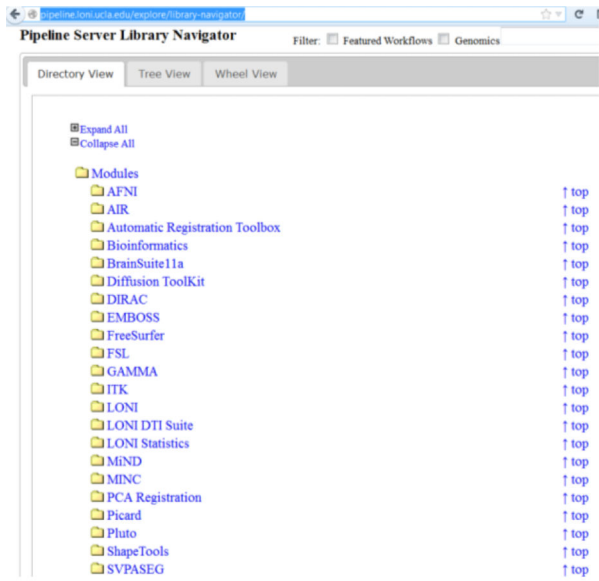 pipeline.loni.ucla.edu/explore/library-navigator/
Pipeline Server Library Navigator Filter: Featured Workflows Genomics
Directory View Tree View Wheel View
Expand All
Collapse All
Modules
AFNI ↑ top
AIR ↑ top
Automatic Registration Toolbox ↑ top
Bioinformatics ↑ top
BrainSuite11a ↑ top
Diffusion ToolKit ↑ top
DIRAC ↑ top
EMBOSS ↑ top
FreeSurfer ↑ top
FSL ↑ top
GAMMA ↑ top
ITK ↑ top
LONI ↑ top
LONI DTI Suite ↑ top
LONI Statistics ↑ top
MiND ↑ top
MINC ↑ top
PCA Registration ↑ top
Picard ↑ top
Pluto ↑ top
ShapeTools ↑ top
SVPASEG ↑ top